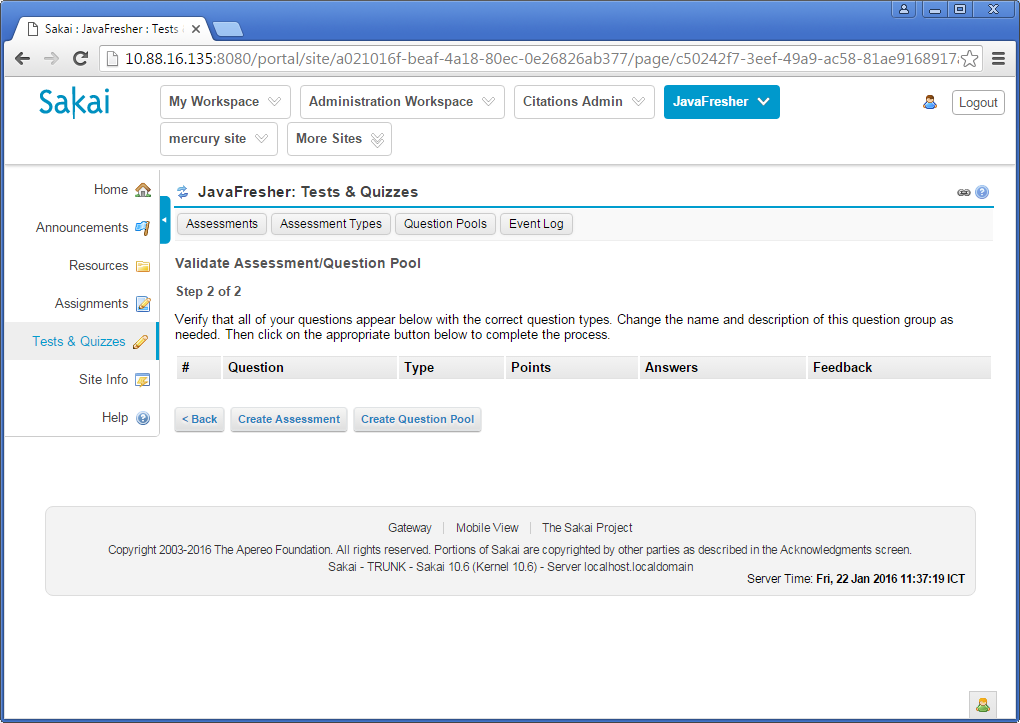 Sakai : JavaFresher : Tests
10.88.16.135:8080/portal/site/a021016f-beaf-4a18-80ec-0e26826ab377/page/c50242f7-3eef-49a9-ac58-81ae9168917
Sakai
My Workspace Administration Workspace Citations Admin JavaFresher Logout
mercury site More Sites
Home
Announcements
Resources
Assignments
Tests & Quizzes
Site Info
Help
JavaFresher: Tests & Quizzes
Assessments Assessment Types Question Pools Event Log
Validate Assessment/Question Pool
Step 2 of 2
Verify that all of your questions appear below with the correct question types. Change the name and description of this question group as
needed. Then click on the appropriate button below to complete the process.
# Question Type Points Answers Feedback
< Back Create Assessment Create Question Pool
Gateway | Mobile View | The Sakai Project
Copyright 2003-2016 The Apereo Foundation. All rights reserved. Portions of Sakai are copyrighted by other parties as described in the Acknowledgments screen.
Sakai - TRUNK - Sakai 10.6 (Kernel 10.6) - Server localhost.localdomain
Server Time: Fri, 22 Jan 2016 11:37:19 ICT